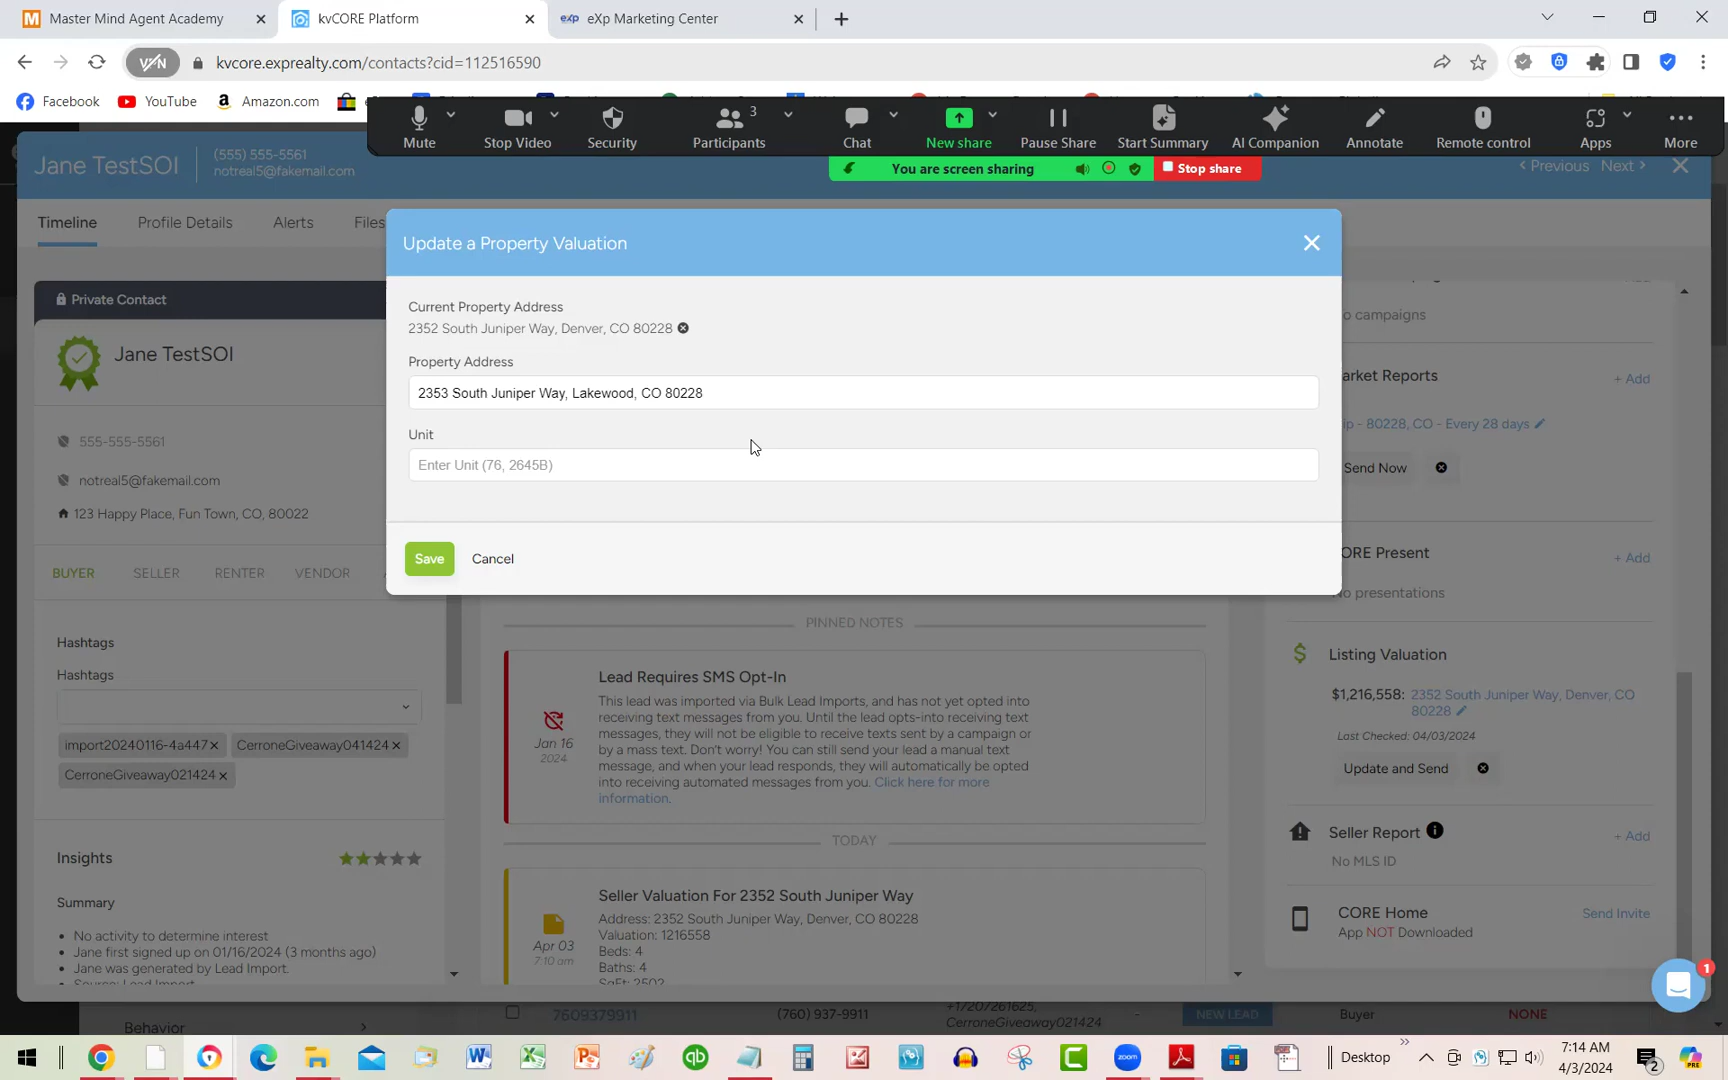 Master Mind Agent Academy
kvCORE Platform
eXp Marketing Center
kvcore.exprealty.com/contacts?cid=112516590
Facebook
YouTube
Amazon.com
Mute
Stop Video
Security
Participants
3
Chat
New share
Pause Share
Start Summary
AI Companion
Annotate
Remote control
Apps
More
You are screen sharing
Stop share
Jane TestSOI
(555) 555-5561
notreal5@fakemail.com
Previous
Next
Timeline
Profile Details
Alerts
Files
Update a Property Valuation
Current Property Address
2352 South Juniper Way, Denver, CO 80228
Property Address
2353 South Juniper Way, Lakewood, CO 80228
Unit
Enter Unit (76, 2645B)
Save
Cancel
Private Contact
Jane TestSOI
555-555-5561
notreal5@fakemail.com
123 Happy Place, Fun Town, CO, 80022
BUYER
SELLER
RENTER
VENDOR
Hashtags
Hashtags
import20240116-4a447
CerroneGiveaway041424
CerroneGiveaway021424
Insights
Summary
No activity to determine interest
Jane first signed up on 01/16/2024 (3 months ago)
Jane was generated by Lead Import.
Source: Lead Import
PINNED NOTES
Jan 16
2024
Lead Requires SMS Opt-In
This lead was imported via Bulk Lead Imports, and has not yet opted into
receiving text messages from you. Until the lead opts-into receiving text
messages, they will not be eligible to receive texts sent by a campaign or
by a mass text. Don't worry! You can still send your lead a manual text
message, and when your lead responds, they will automatically be opted
into receiving automated messages from you. Click here for more
information.
TODAY
Apr 03
7:10 am
Seller Valuation For 2352 South Juniper Way
Address: 2352 South Juniper Way, Denver, CO 80228
Valuation: 1216558
Beds: 4
Baths: 4
SqFt: 2502
o campaigns
arket Reports
+ Add
ip - 80228, CO - Every 28 days
Send Now
ORE Present
+ Add
No presentations
Listing Valuation
$1,216,558: 2352 South Juniper Way, Denver, CO
80228
Last Checked: 04/03/2024
Update and Send
Seller Report
+ Add
No MLS ID
CORE Home
Send Invite
App NOT Downloaded
1
Behavior
7609379911
(760) 937-9911
+17207261625,
CerroneGiveaway021424
-
NEW LEAD
Buyer
NONE
Desktop
7:14 AM
4/3/2024
2